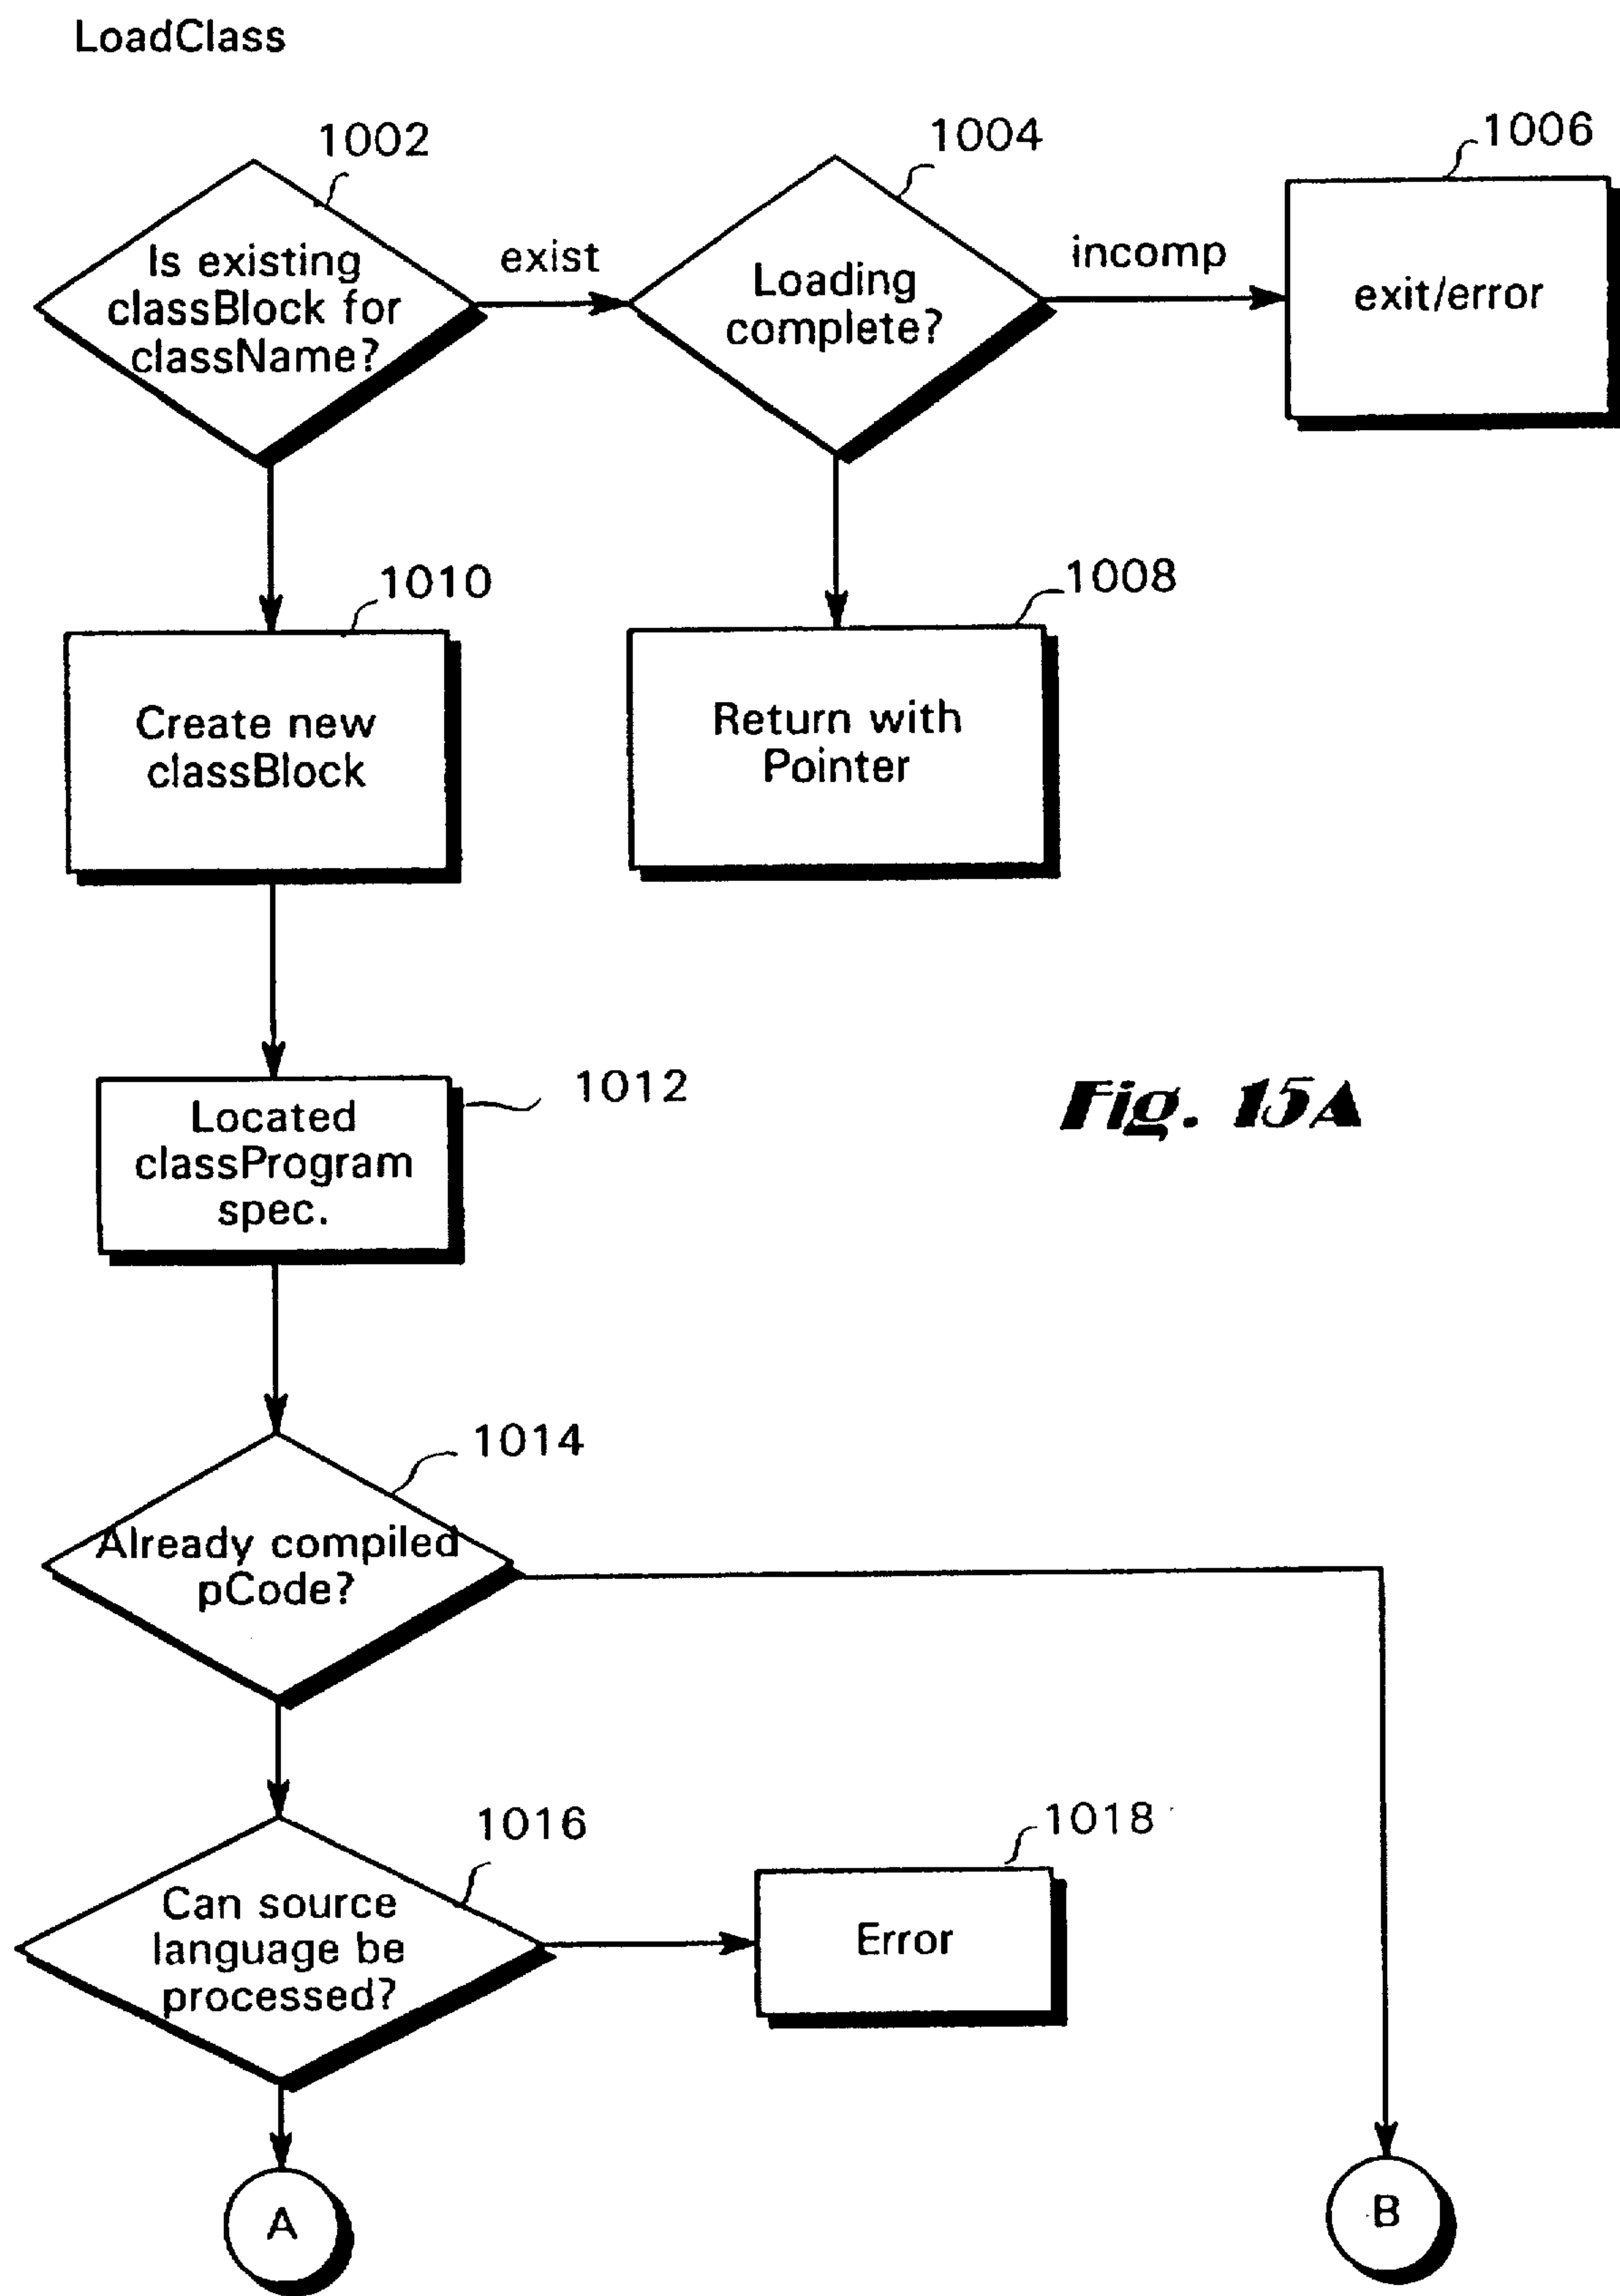 LoadClass
1002
1004
1006
Is existing
classBlock for
className?
exist
Loading
complete?
incomp
exit/error
1010
1008
Create new
classBlock
Return with
Pointer
1012
Located
classProgram
spec.
Fig. 15A
1014
Already compiled
pCode?
1016
1018
Can source
language be
processed?
Error
A
B